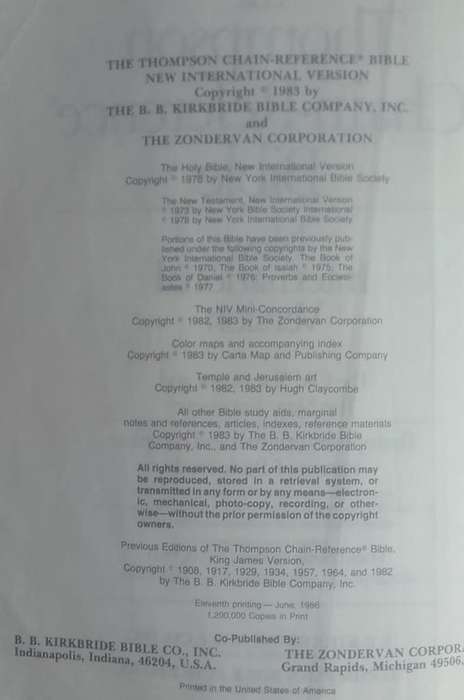 THE THOMPSON CHAIN-REFERENCE® BIBLE
NEW INTERNATIONAL VERSION
Copyright © 1983 by
THE B. B. KIRKBRIDE BIBLE COMPANY, INC.
and
THE ZONDERVAN CORPORATION
The Holy Bible, New International Version
Copyright © 1978 by New York International Bible Society
The New Testament, New International Version
© 1973 by New York Bible Society International
© 1978 by New York International Bible Society
Portions of this Bible have been previously pub-
lished under the following copyrights by the New
York International Bible Society. The Book of
John © 1970; The Book of Isaiah © 1975; The
Book of Daniel © 1976; Proverbs and Eccles-
iastes © 1977
The NIV Mini-Concordance
Copyright © 1982, 1983 by The Zondervan Corporation
Color maps and accompanying index
Copyright © 1983 by Carta Map and Publishing Company
Temple and Jerusalem art
Copyright © 1982, 1983 by Hugh Claycombe
All other Bible study aids, marginal
notes and references, articles, indexes, reference materials
Copyright © 1983 by The B. B. Kirkbride Bible
Company, Inc., and The Zondervan Corporation
All rights reserved. No part of this publication may
be reproduced, stored in a retrieval system, or
transmitted in any form or by any means—electron-
ic, mechanical, photo-copy, recording, or other-
wise—without the prior permission of the copyright
owners.
Previous Editions of The Thompson Chain-Reference® Bible,
King James Version,
Copyright © 1908, 1917, 1929, 1934, 1957, 1964, and 1982
by The B. B. Kirkbride Bible Company, Inc.
Eleventh printing — June, 1986
1,200,000 Copies in Print
Co-Published By:
B. B. KIRKBRIDE BIBLE CO., INC. THE ZONDERVAN CORPOR
Indianapolis, Indiana, 46204, U.S.A. Grand Rapids, Michigan 49506,
Printed in the United States of America